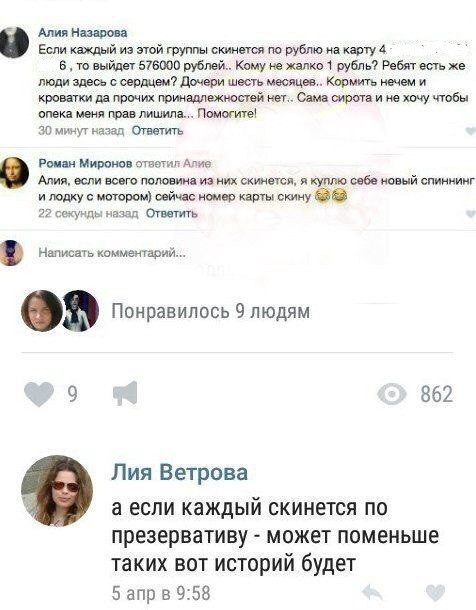 Алия Назарова
Если каждый из этой группы скинется по рублю на карту 4
6 , то выйдет 576000 рублей.. Кому не жалко 1 рубль? Ребят есть же
люди здесь с сердцем? Дочери шесть месяцев.. Кормить нечем и
кроватки да прочих принадлежностей нет.. Сама сирота и не хочу чтобы
опека меня прав лишила... Помогите!
30 минут назад Ответить
Роман Миронов ответил Алие
Алия, если всего половина из них скинется, я куплю себе новый спиннинг
и лодку с мотором) сейчас номер карты скину 😂😂
22 секунды назад Ответить
Написать комментарий...
Понравилось 9 людям
9 862
Лия Ветрова
а если каждый скинется по
презервативу - может поменьше
таких вот историй будет
5 апр в 9:58